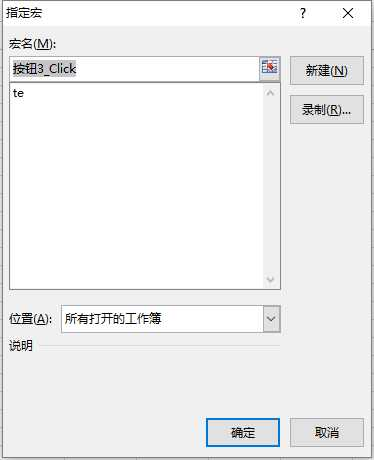 指定宏
宏名(M):
按钮3_Click
新建(N)
te
录制(R)...
位置(A):
所有打开的工作簿
说明
确定
取消